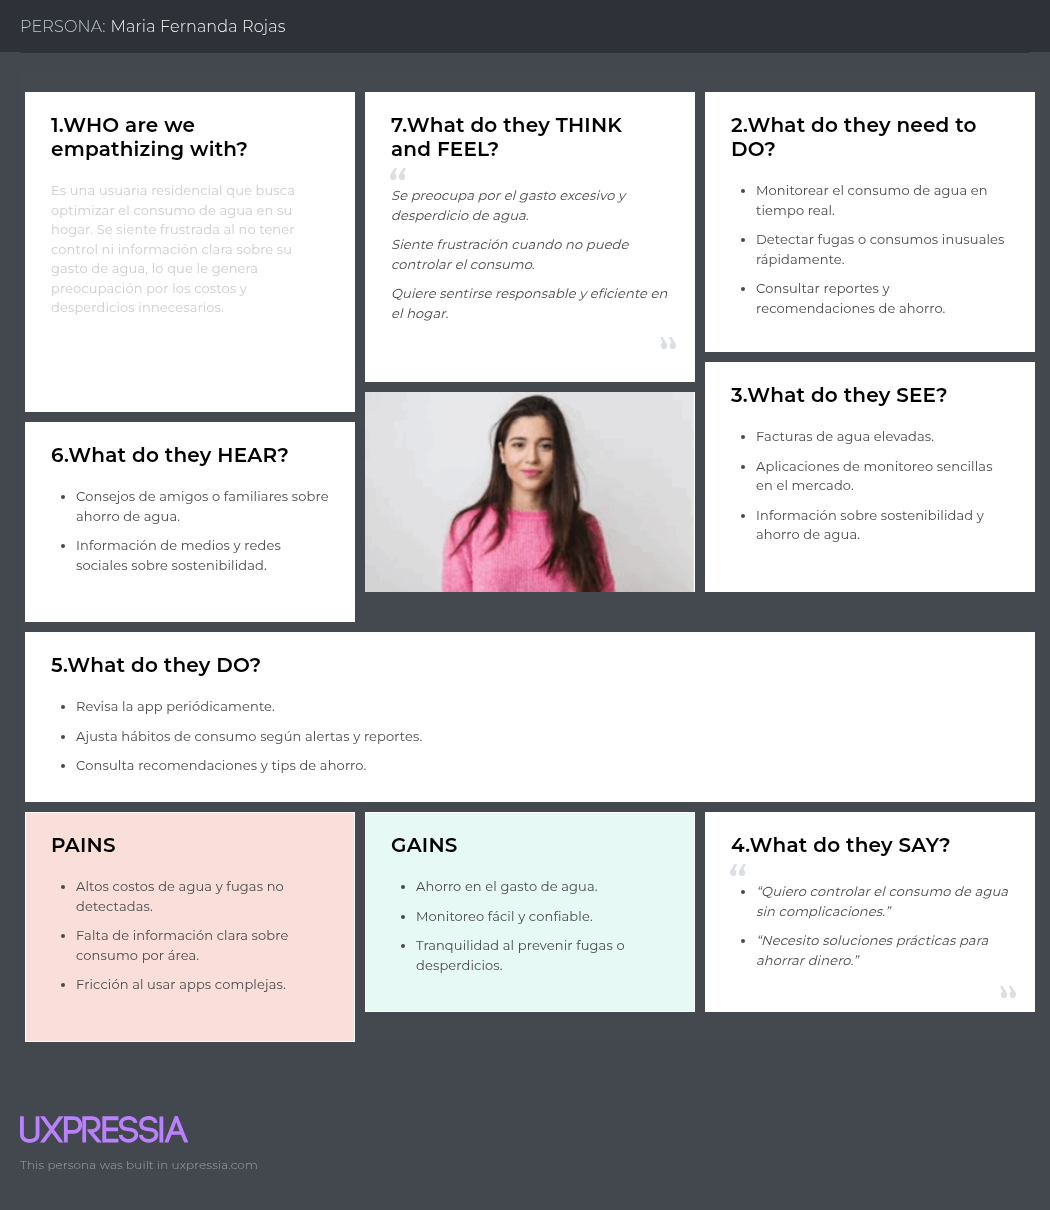 PERSONA: Maria Fernanda Rojas
1.WHO are we
empathizing with?
Es una usuaria residencial que busca
optimizar el consumo de agua en su
hogar. Se siente frustrada al no tener
control ni información clara sobre su
gasto de agua, lo que le genera
preocupación por los costos y
desperdicios innecesarios.
7.What do they THINK
and FEEL?
“
Se preocupa por el gasto excesivo y
desperdicio de agua.
Siente frustración cuando no puede
controlar el consumo.
Quiere sentirse responsable y eficiente en
el hogar.
”
2.What do they need to
DO?
• Monitorear el consumo de agua en
tiempo real.
• Detectar fugas o consumos inusuales
rápidamente.
• Consultar reportes y
recomendaciones de ahorro.
3.What do they SEE?
• Facturas de agua elevadas.
• Aplicaciones de monitoreo sencillas
en el mercado.
• Información sobre sostenibilidad y
ahorro de agua.
6.What do they HEAR?
• Consejos de amigos o familiares sobre
ahorro de agua.
• Información de medios y redes
sociales sobre sostenibilidad.
5.What do they DO?
• Revisa la app periódicamente.
• Ajusta hábitos de consumo según alertas y reportes.
• Consulta recomendaciones y tips de ahorro.
PAINS
• Altos costos de agua y fugas no
detectadas.
• Falta de información clara sobre
consumo por área.
• Fricción al usar apps complejas.
GAINS
• Ahorro en el gasto de agua.
• Monitoreo fácil y confiable.
• Tranquilidad al prevenir fugas o
desperdicios.
4.What do they SAY?
“
• “Quiero controlar el consumo de agua
sin complicaciones.”
• “Necesito soluciones prácticas para
ahorrar dinero.”
”
UXPRESSIA
This persona was built in uxpressia.com